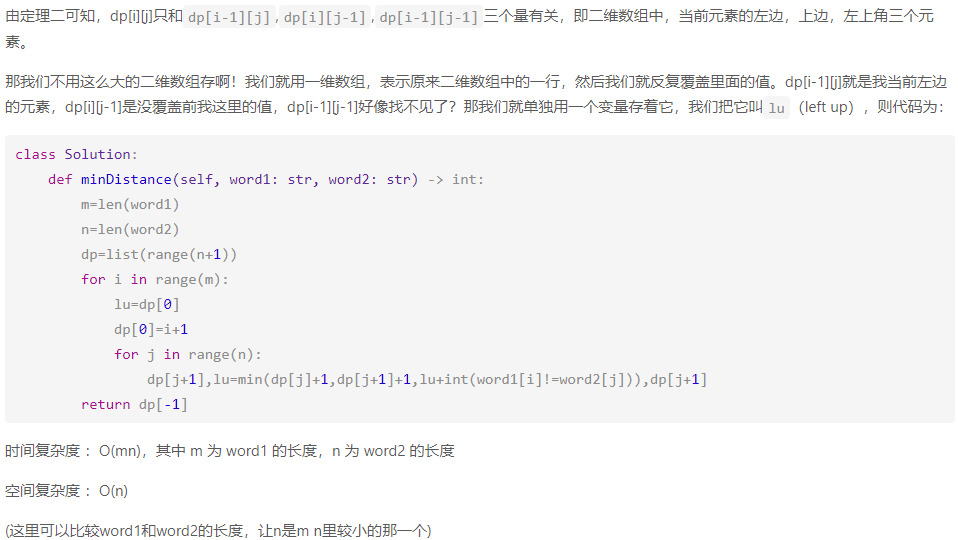 由定理二可知，dp[i][j]只和 dp[i-1][j] , dp[i][j-1] , dp[i-1][j-1] 三个量有关，即二维数组中，当前元素的左边，上边，左上角三个元
素。
那我们不用这么大的二维数组存啊！我们就用一维数组，表示原来二维数组中的一行，然后我们就反复覆盖里面的值。dp[i-1][j]就是我当前左边
的元素，dp[i][j-1]是没覆盖前我这里的值，dp[i-1][j-1]好像找不见了？那我们就单独用一个变量存着它，我们把它叫 lu （left up），则代码为：
class Solution:
    def minDistance(self, word1: str, word2: str) -> int:
        m=len(word1)
        n=len(word2)
        dp=list(range(n+1))
        for i in range(m):
            lu=dp[0]
            dp[0]=i+1
            for j in range(n):
                dp[j+1],lu=min(dp[j]+1,dp[j+1]+1,lu+int(word1[i]!=word2[j])),dp[j+1]
        return dp[-1]
时间复杂度 ：O(mn)，其中 m 为 word1 的长度，n 为 word2 的长度
空间复杂度 ：O(n)
(这里可以比较word1和word2的长度，让n是m n里较小的那一个)